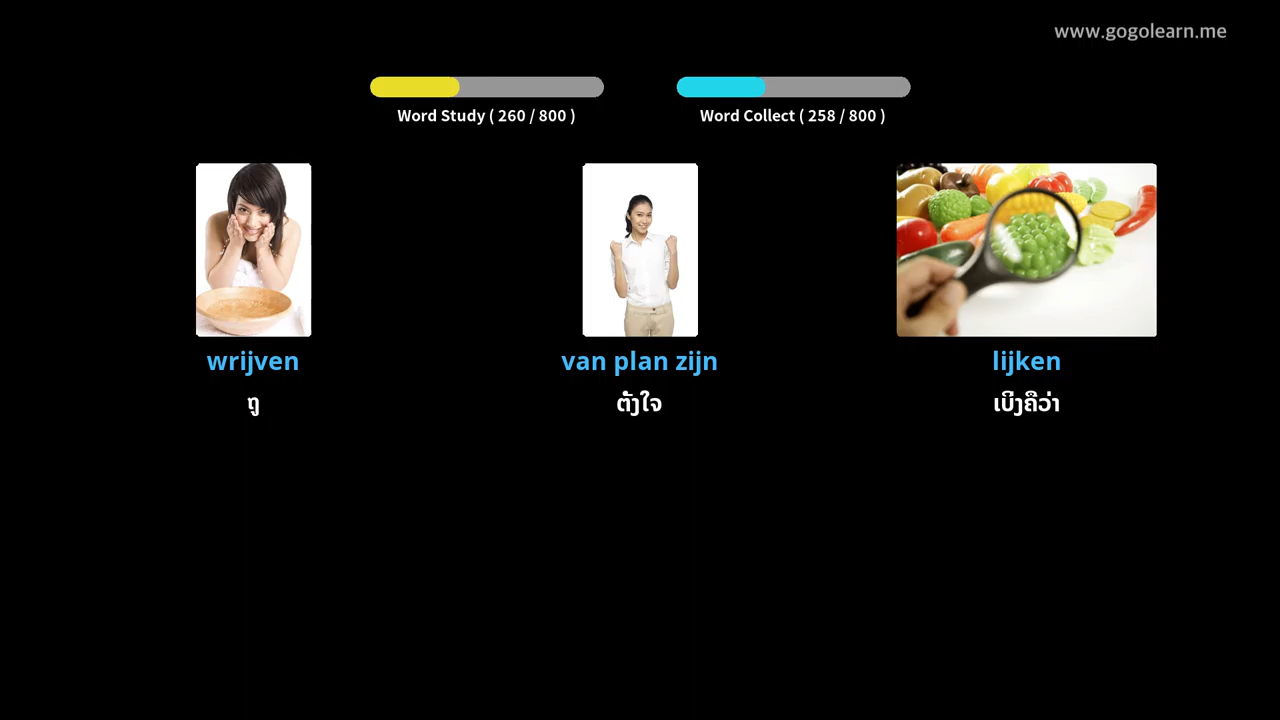 www.gogolearn.me
Word Study ( 260 / 800 )
Word Collect ( 258 / 800 )
wrijven
van plan zijn
lijken
ຖູ
ຕັ້ງໃຈ
ເບິ່ງຄືວ່າ